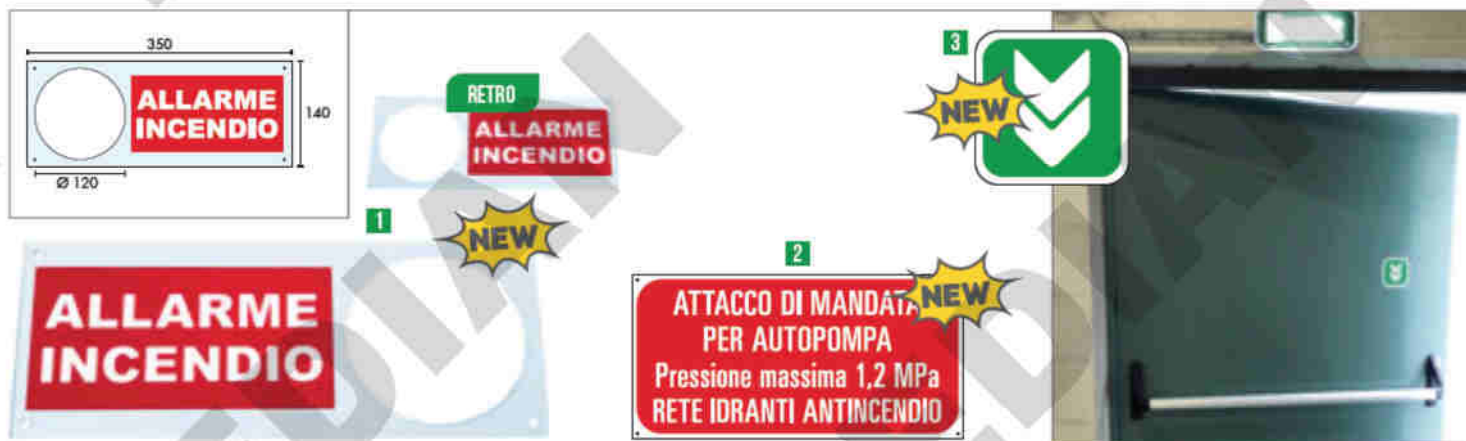 350
ALLARME
INCENDIO
140
Ø 120
RETRO
ALLARME
INCENDIO
1
NEW
ALLARME
INCENDIO
2
NEW
ATTACCO DI MANDATA
PER AUTOPOMPA
Pressione massima 1,2 MPa
RETE IDRANTI ANTINCENDIO
3
NEW